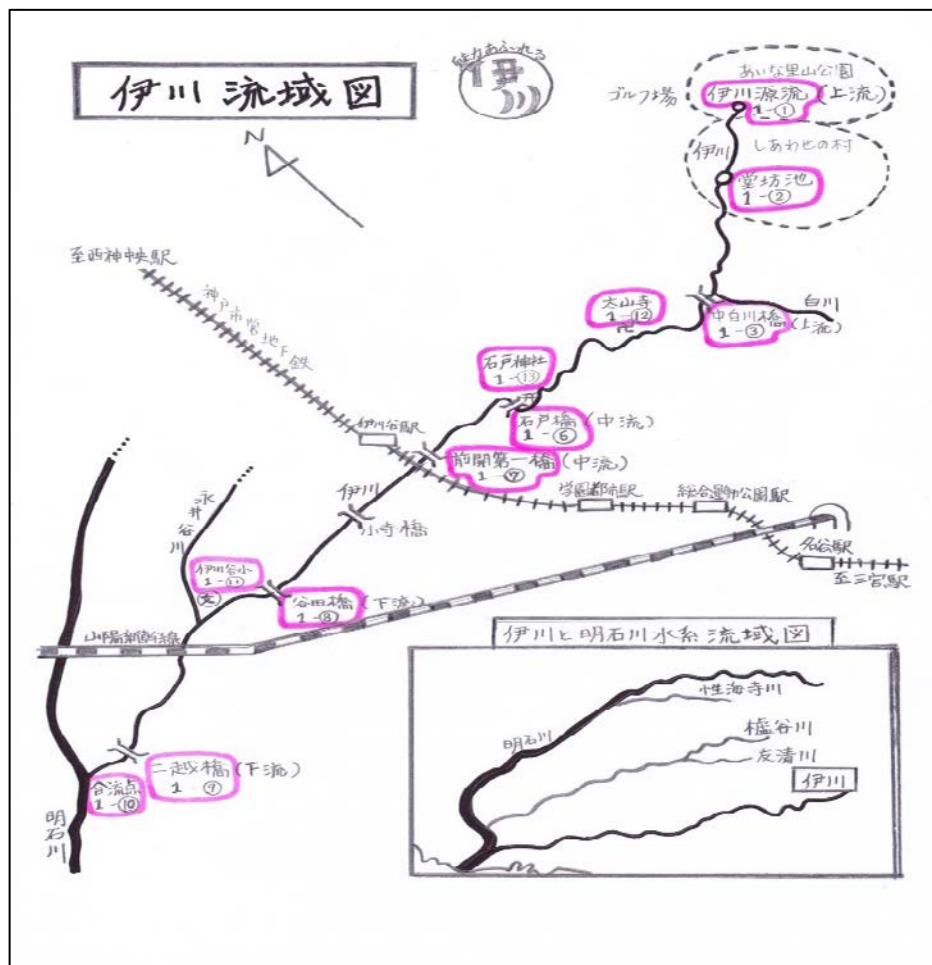 伊川流域図
魅力あふれる
伊川
N
あいな里山公園
ゴルフ場
伊川源流(上流)
1-①
伊川
しあわせの村
堂坊池
1-②
至西神中央駅
神戸市営地下鉄
太山寺
1-⑫
卍
白川
中白川橋
1-③
(上流)
石戸神社
1-⑬
石戸橋(中流)
1-⑥
伊川谷駅
前開第一橋(中流)
1-⑦
伊川
小寺橋
学園都市駅
総合運動公園駅
名谷駅
至三宮駅
永井谷川
伊川谷小
1-⑪
文
谷田橋(下流)
1-⑧
山陽新幹線
二越橋(下流)
1-⑨
合流点
1-⑩
明石川
伊川と明石川水系流域図
性海寺川
明石川
櫨谷川
友清川
伊川